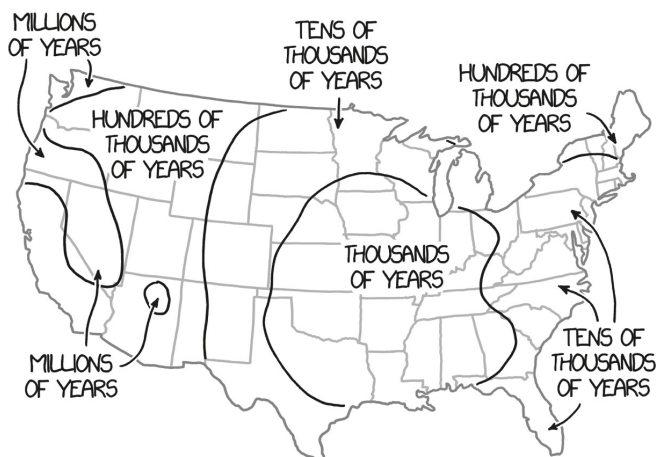 MILLIONS
OF YEARS
TENS OF
THOUSANDS
OF YEARS
HUNDREDS OF
THOUSANDS
OF YEARS
HUNDREDS OF
THOUSANDS
OF YEARS
THOUSANDS
OF YEARS
MILLIONS
OF YEARS
TENS OF
THOUSANDS
OF YEARS